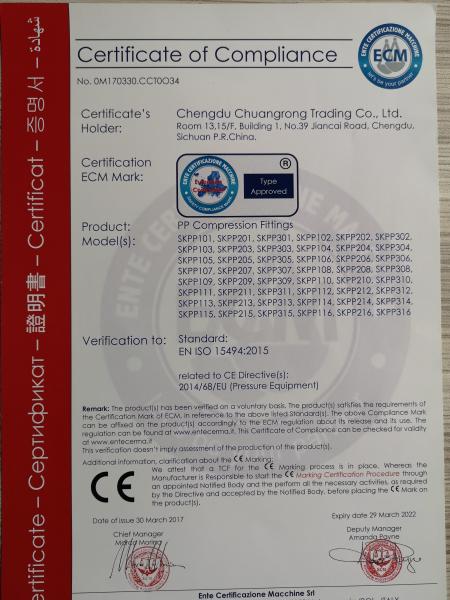 Certificate of Compliance
No. 0M170330.CCTOO34
ENTE CERTIFICAZIONE MACCHINE
ECM
let's be your partner
Certificate's Holder:
Chengdu Chuangrong Trading Co., Ltd.
Room 13,15/F, Building 1, No.39 Jiancai Road, Chengdu,
Sichuan P.R.China.
Certification ECM Mark:
Type Approved
®
Product:
PP Compression Fittings
Model(s):
SKPP101, SKPP201, SKPP301, SKPP102, SKPP202, SKPP302,
SKPP103, SKPP203, SKPP303, SKPP104, SKPP204, SKPP304,
SKPP105, SKPP205, SKPP305, SKPP106, SKPP206, SKPP306,
SKPP107, SKPP207, SKPP307, SKPP108, SKPP208, SKPP308,
SKPP109, SKPP209, SKPP309, SKPP110, SKPP210, SKPP310,
SKPP111, SKPP211, SKPP311, SKPP112, SKPP212, SKPP312,
SKPP113, SKPP213, SKPP313, SKPP114, SKPP214, SKPP314,
SKPP115, SKPP215, SKPP315, SKPP116, SKPP216, SKPP316
Verification to:
Standard:
EN ISO 15494:2015
related to CE Directive(s):
2014/68/EU (Pressure Equipment)
Remark: The product(s) has been verified on a voluntary basis. The product(s) satisfies the requirements of
the Certification Mark of ECM, in reference to the above listed Standard(s). The above Compliance Mark
can be affixed on the product(s) accordingly to the ECM regulation about its release and its use. The
regulation can be found at www.entecerma.it. This Certificate of Compliance can be checked for validity
at www.entecerma.it
This verification doesn't imply assessment of the production of the product(s).
Additional information, clarification about the CE Marking:
CE
We attest that a TCF for the CE Marking process is in place. Whereas the
Manufacturer is Responsible to start the CE Marking Certification Procedure through
an appointed Notified Body and the perform all the necessary activities, as required
by the Directive and accepted by the Notified Body, before placing the CE Mark on
the product(s).
Date of issue 30 March 2017
Expiry date 29 March 2022
Chief Manager
Marco Morina
Deputy Manager
Amanda Payne
Ente Certificazione Macchine Srl
ertificate – Сертификат – 證明書 – Certificat – 증명서 – شهادة